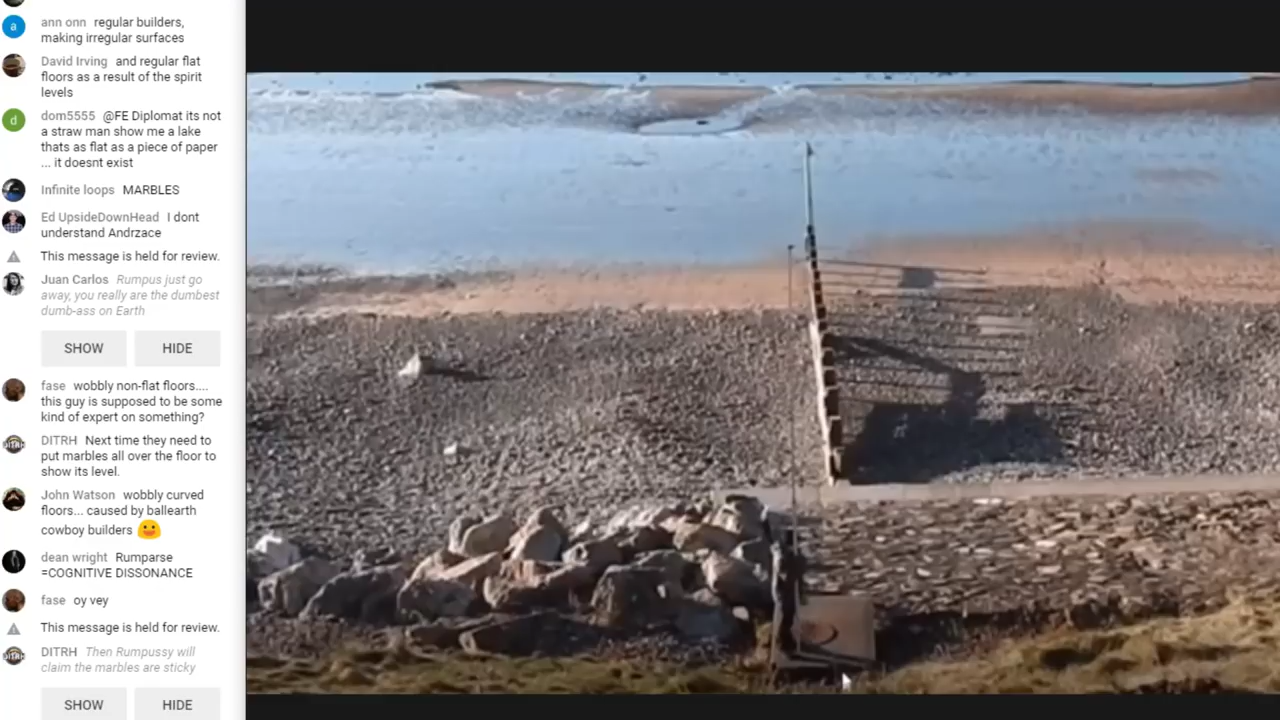 ann onn regular builders,
making irregular surfaces
David Irving and regular flat
floors as a result of the spirit
levels
dom5555 @FE Diplomat its not
a straw man show me a lake
thats as flat as a piece of paper
... it doesnt exist
Infinite loops MARBLES
Ed UpsideDownHead I dont
understand Andrzace
This message is held for review.
Juan Carlos Rumpus just go
away, you really are the dumbest
dumb-ass on Earth
SHOW HIDE
fase wobbly non-flat floors....
this guy is supposed to be some
kind of expert on something?
DITRH Next time they need to
put marbles all over the floor to
show its level.
John Watson wobbly curved
floors... caused by ballearth
cowboy builders
dean wright Rumparse
=COGNITIVE DISSONANCE
fase oy vey
This message is held for review.
DITRH Then Rumpussy will
claim the marbles are sticky
SHOW HIDE